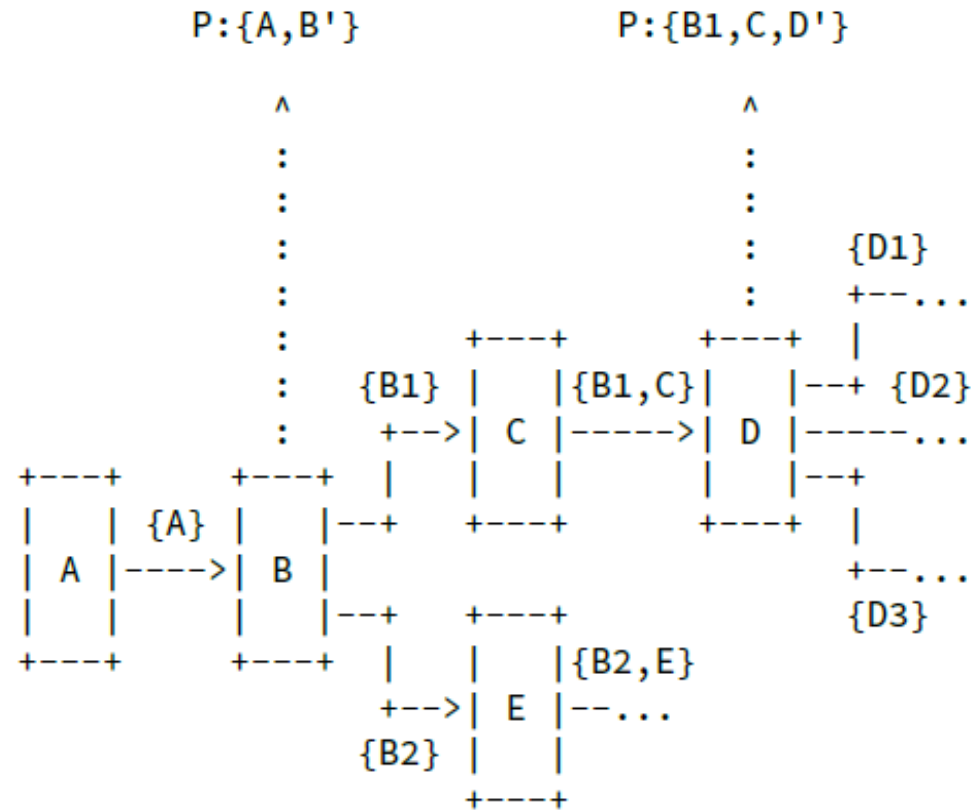 P:{A,B'}                 P:{B1,C,D'}

             ^                      ^
             :                      :
             :                      :
             :                      :    {D1}
             :                      :    +--...
             :        +---+      +---+  |
             :   {B1} |   |{B1,C}|   |--+ {D2}
             :    +-->| C |----->| D |-----...
+---+     +---+  |   |   |      |   |--+
|   | {A} |   |--+   +---+      +---+  |
| A |---->| B |                        +--...
|   |     |   |--+   +---+             {D3}
+---+     +---+  |   |   |{B2,E}
                  +-->| E |--...
                 {B2} |   |
                      +---+